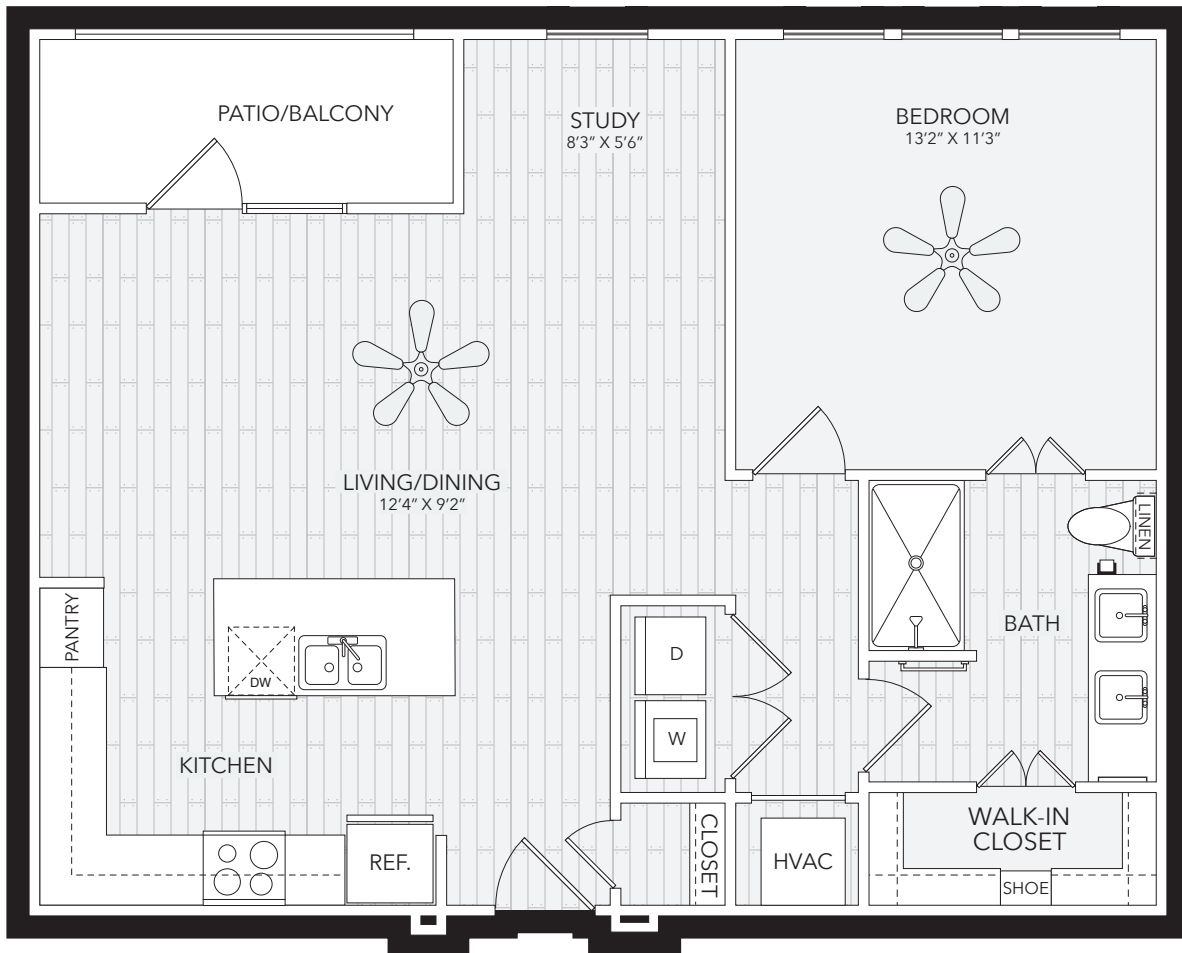 PATIO/BALCONY
STUDY
8'3" X 5'6"
BEDROOM
13'2" X 11'3"
LIVING/DINING
12'4" X 9'2"
LINEN
PANTRY
BATH
D
DW
W
KITCHEN
REF.
CLOSET
HVAC
WALK-IN
CLOSET
SHOE